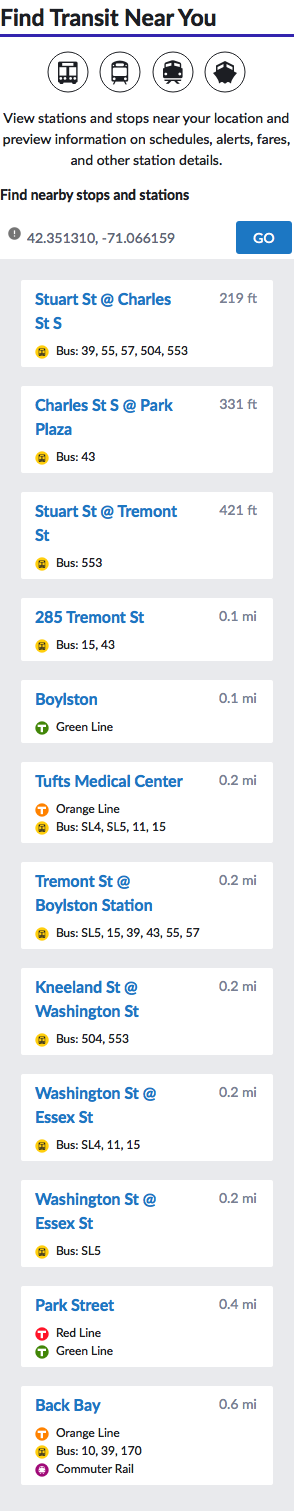 Find Transit Near You
View stations and stops near your location and
preview information on schedules, alerts, fares,
and other station details.
Find nearby stops and stations
42.351310, -71.066159 GO
Stuart St @ Charles 219 ft
St S
Bus: 39, 55, 57, 504, 553
Charles St S @ Park 331 ft
Plaza
Bus: 43
Stuart St @ Tremont 421 ft
St
Bus: 553
285 Tremont St 0.1 mi
Bus: 15, 43
Boylston 0.1 mi
Green Line
Tufts Medical Center 0.2 mi
Orange Line
Bus: SL4, SL5, 11, 15
Tremont St @ 0.2 mi
Boylston Station
Bus: SL5, 15, 39, 43, 55, 57
Kneeland St @ 0.2 mi
Washington St
Bus: 504, 553
Washington St @ 0.2 mi
Essex St
Bus: SL4, 11, 15
Washington St @ 0.2 mi
Essex St
Bus: SL5
Park Street 0.4 mi
Red Line
Green Line
Back Bay 0.6 mi
Orange Line
Bus: 10, 39, 170
Commuter Rail